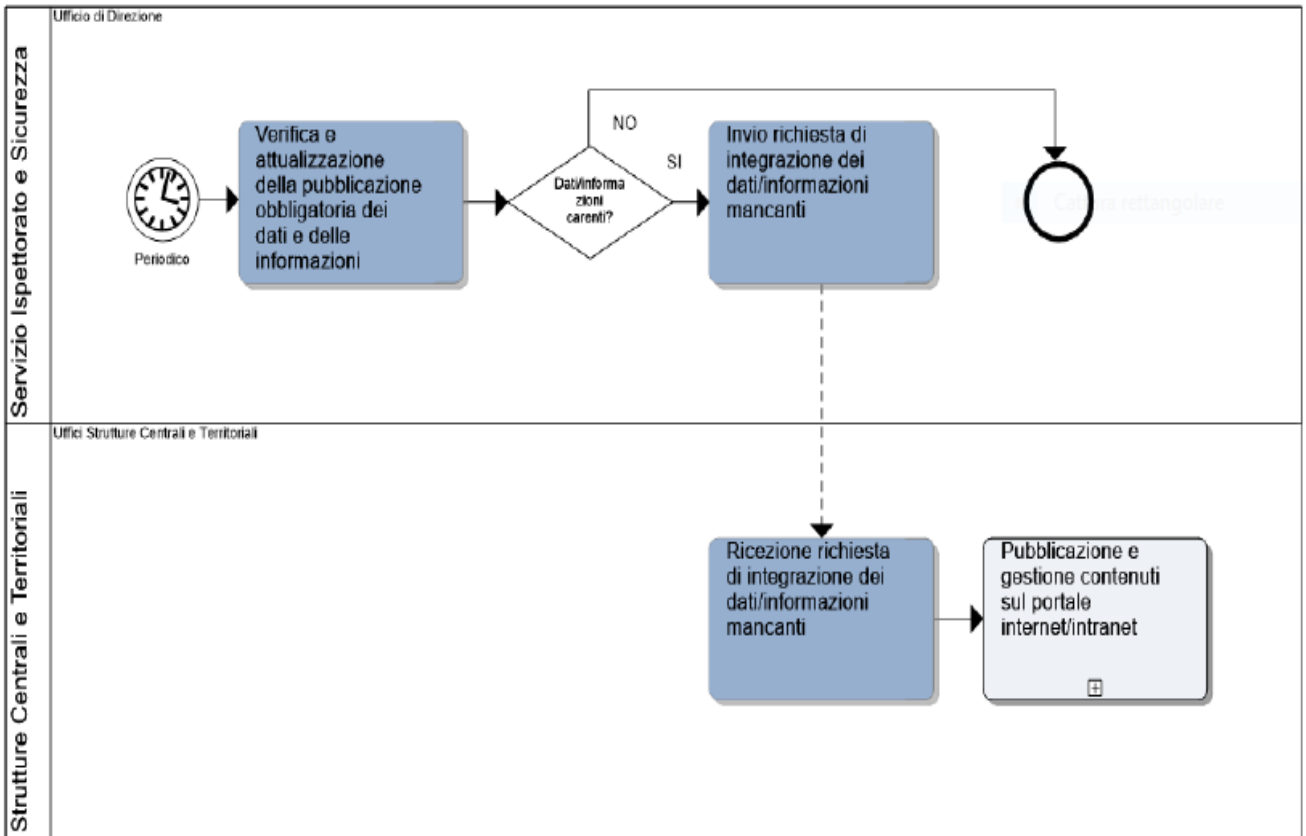 Ufficio di Direzione
Servizio Ispettorato e Sicurezza
Periodico
Verifica e
attualizzazione
della pubblicazione
obbligatoria dei
dati e delle
informazioni
Dati/informa
zioni
carenti?
NO
SI
Invio richiesta di
integrazione dei
dati/informazioni
mancanti
rettangolare
Uffici Strutture Centrali e Territoriali
Strutture Centrali e Territoriali
Ricezione richiesta
di integrazione dei
dati/informazioni
mancanti
Pubblicazione e
gestione contenuti
sul portale
internet/intranet